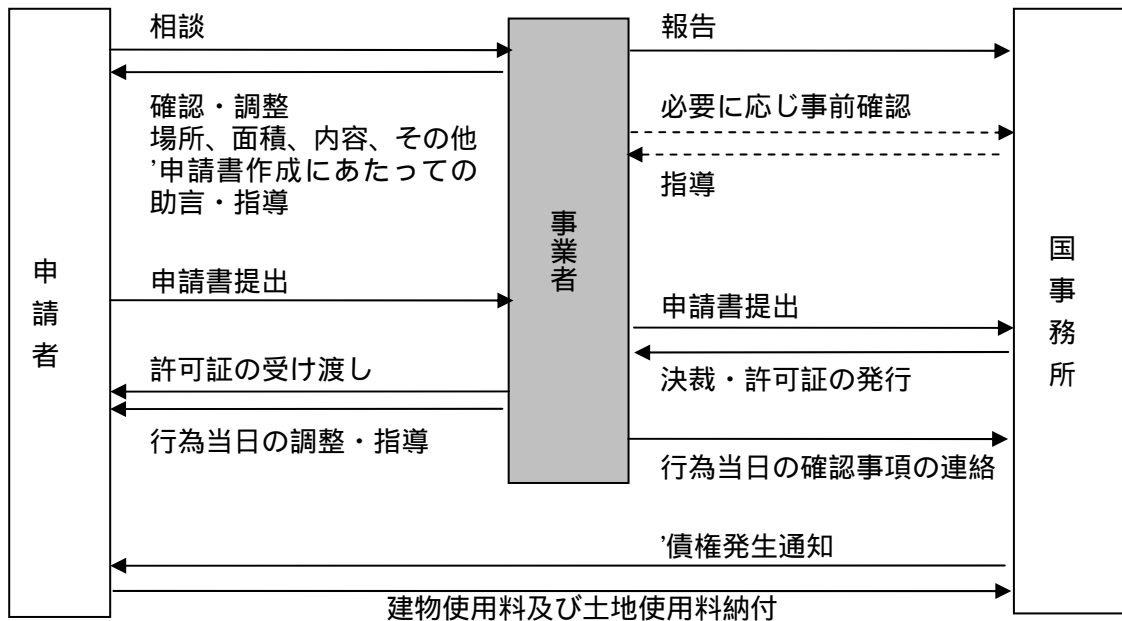 相談
報告
確認・調整
場所、面積、内容、その他
’申請書作成にあたっての
助言・指導
必要に応じ事前確認
指導
申請者
事業者
国事務所
申請書提出
申請書提出
許可証の受け渡し
決裁・許可証の発行
行為当日の調整・指導
行為当日の確認事項の連絡
’債権発生通知
建物使用料及び土地使用料納付